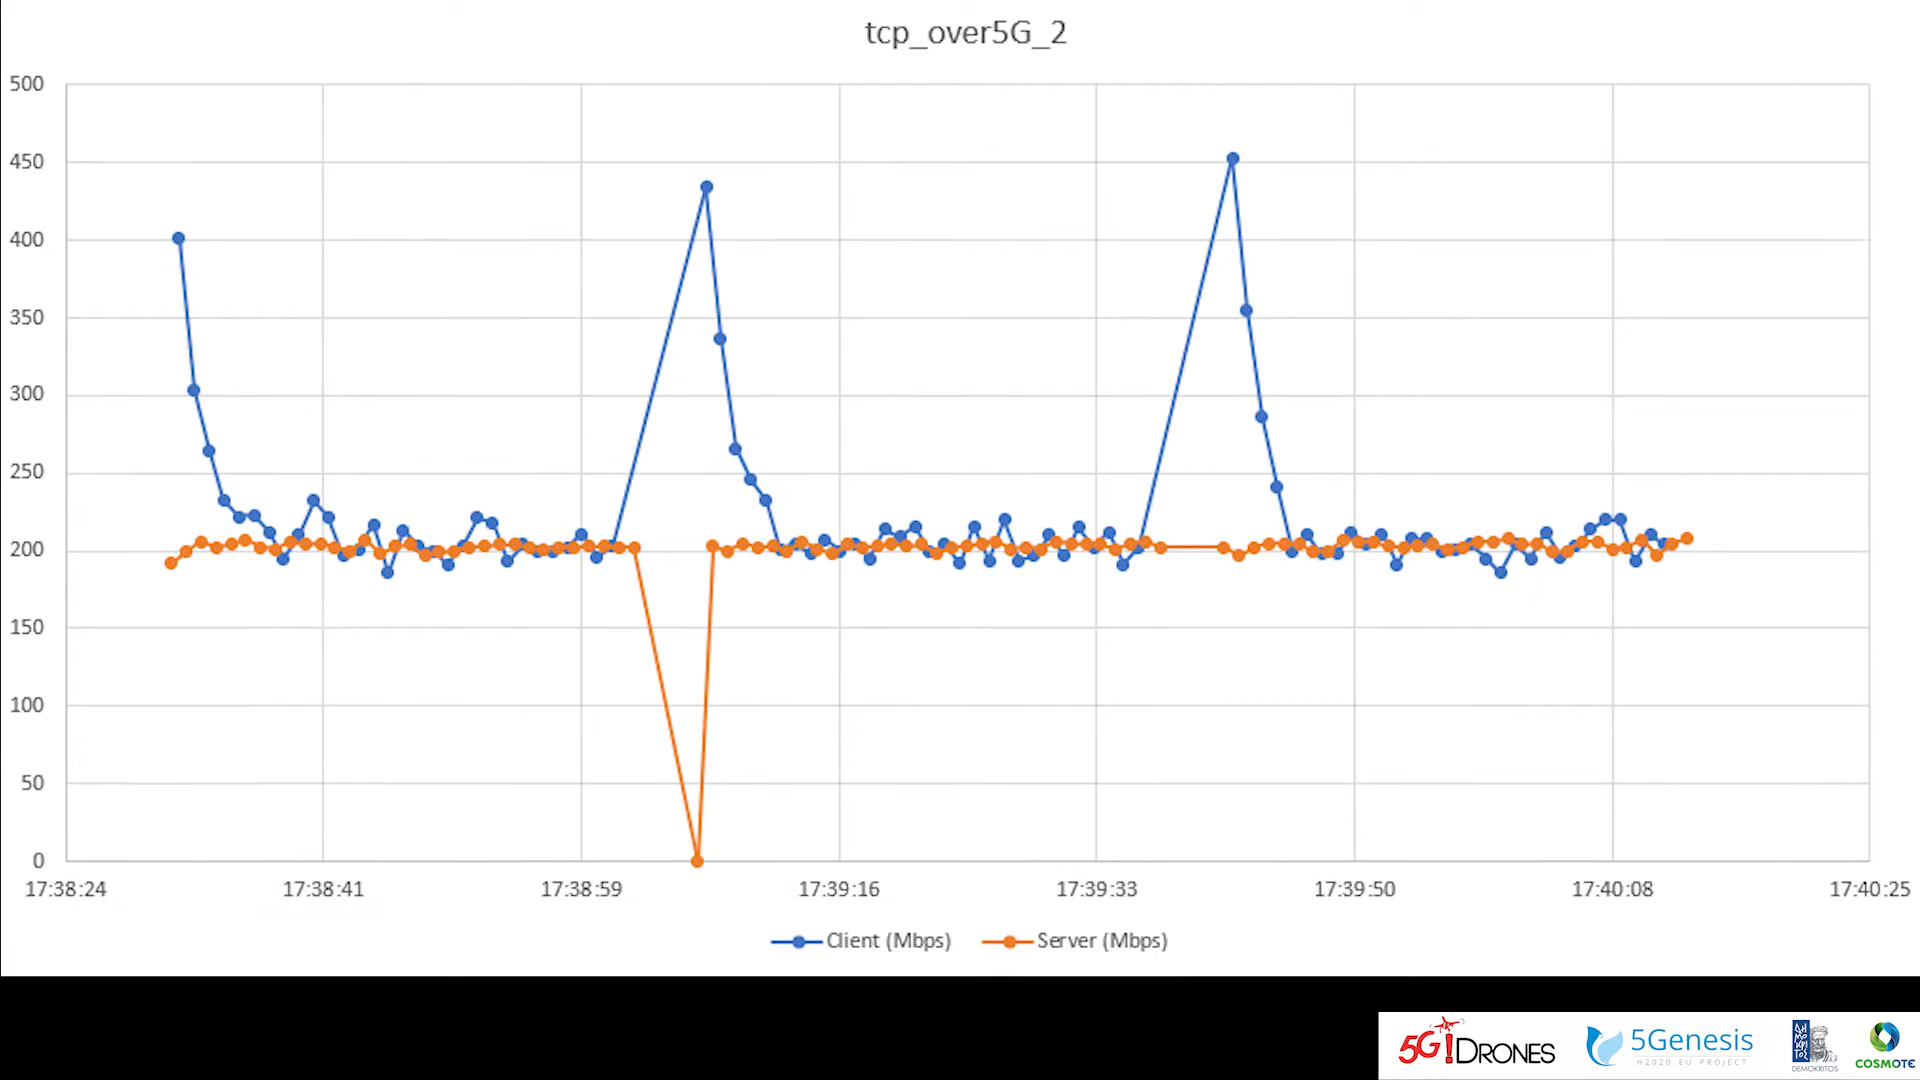 tcp_over5G_2
500
450
400
350
300
250
200
150
100
50
0
17:38:24 17:38:41 17:38:59 17:39:16 17:39:33 17:39:50 17:40:08 17:40:25
Client (Mbps) Server (Mbps)
5G!DRONES
5Genesis
H2020 EU PROJECT
ΔΗΜΟΚΡΙΤΟΣ
DEMOKRITOS
COSMOTE